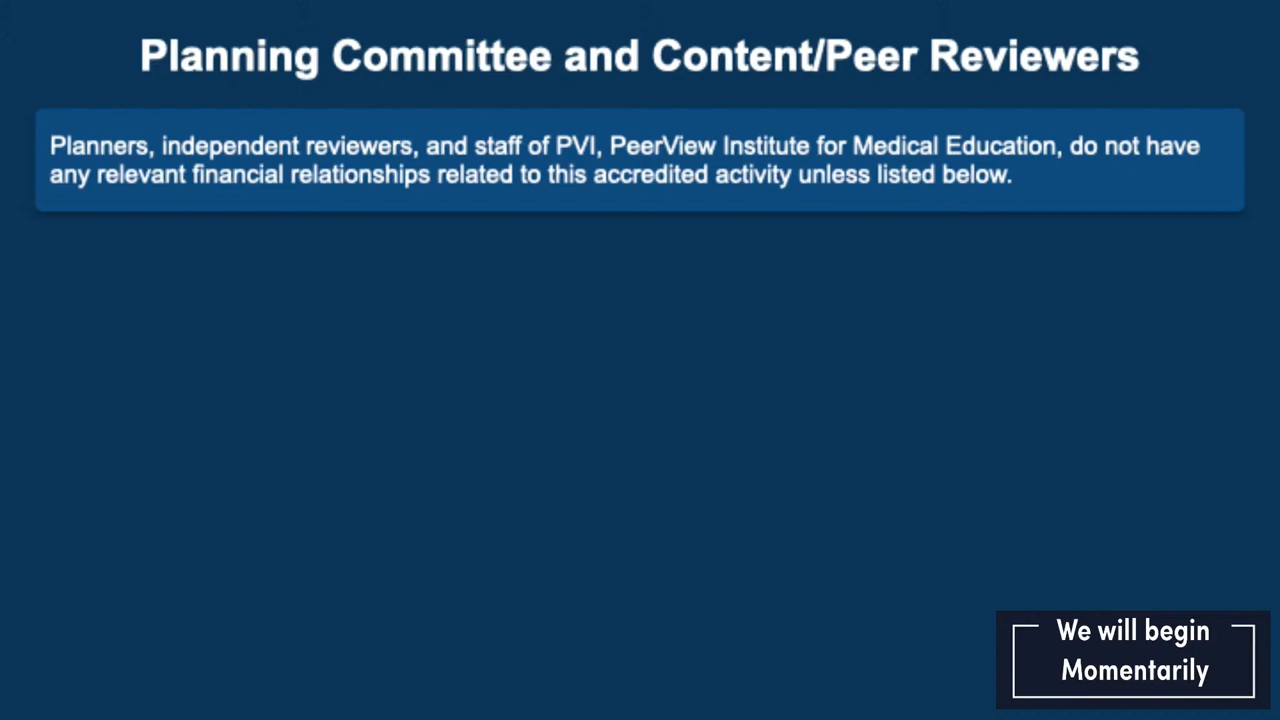 Planning Committee and Content/Peer Reviewers
Planners, independent reviewers, and staff of PVI, PeerView Institute for Medical Education, do not have
any relevant financial relationships related to this accredited activity unless listed below.
We will begin
Momentarily